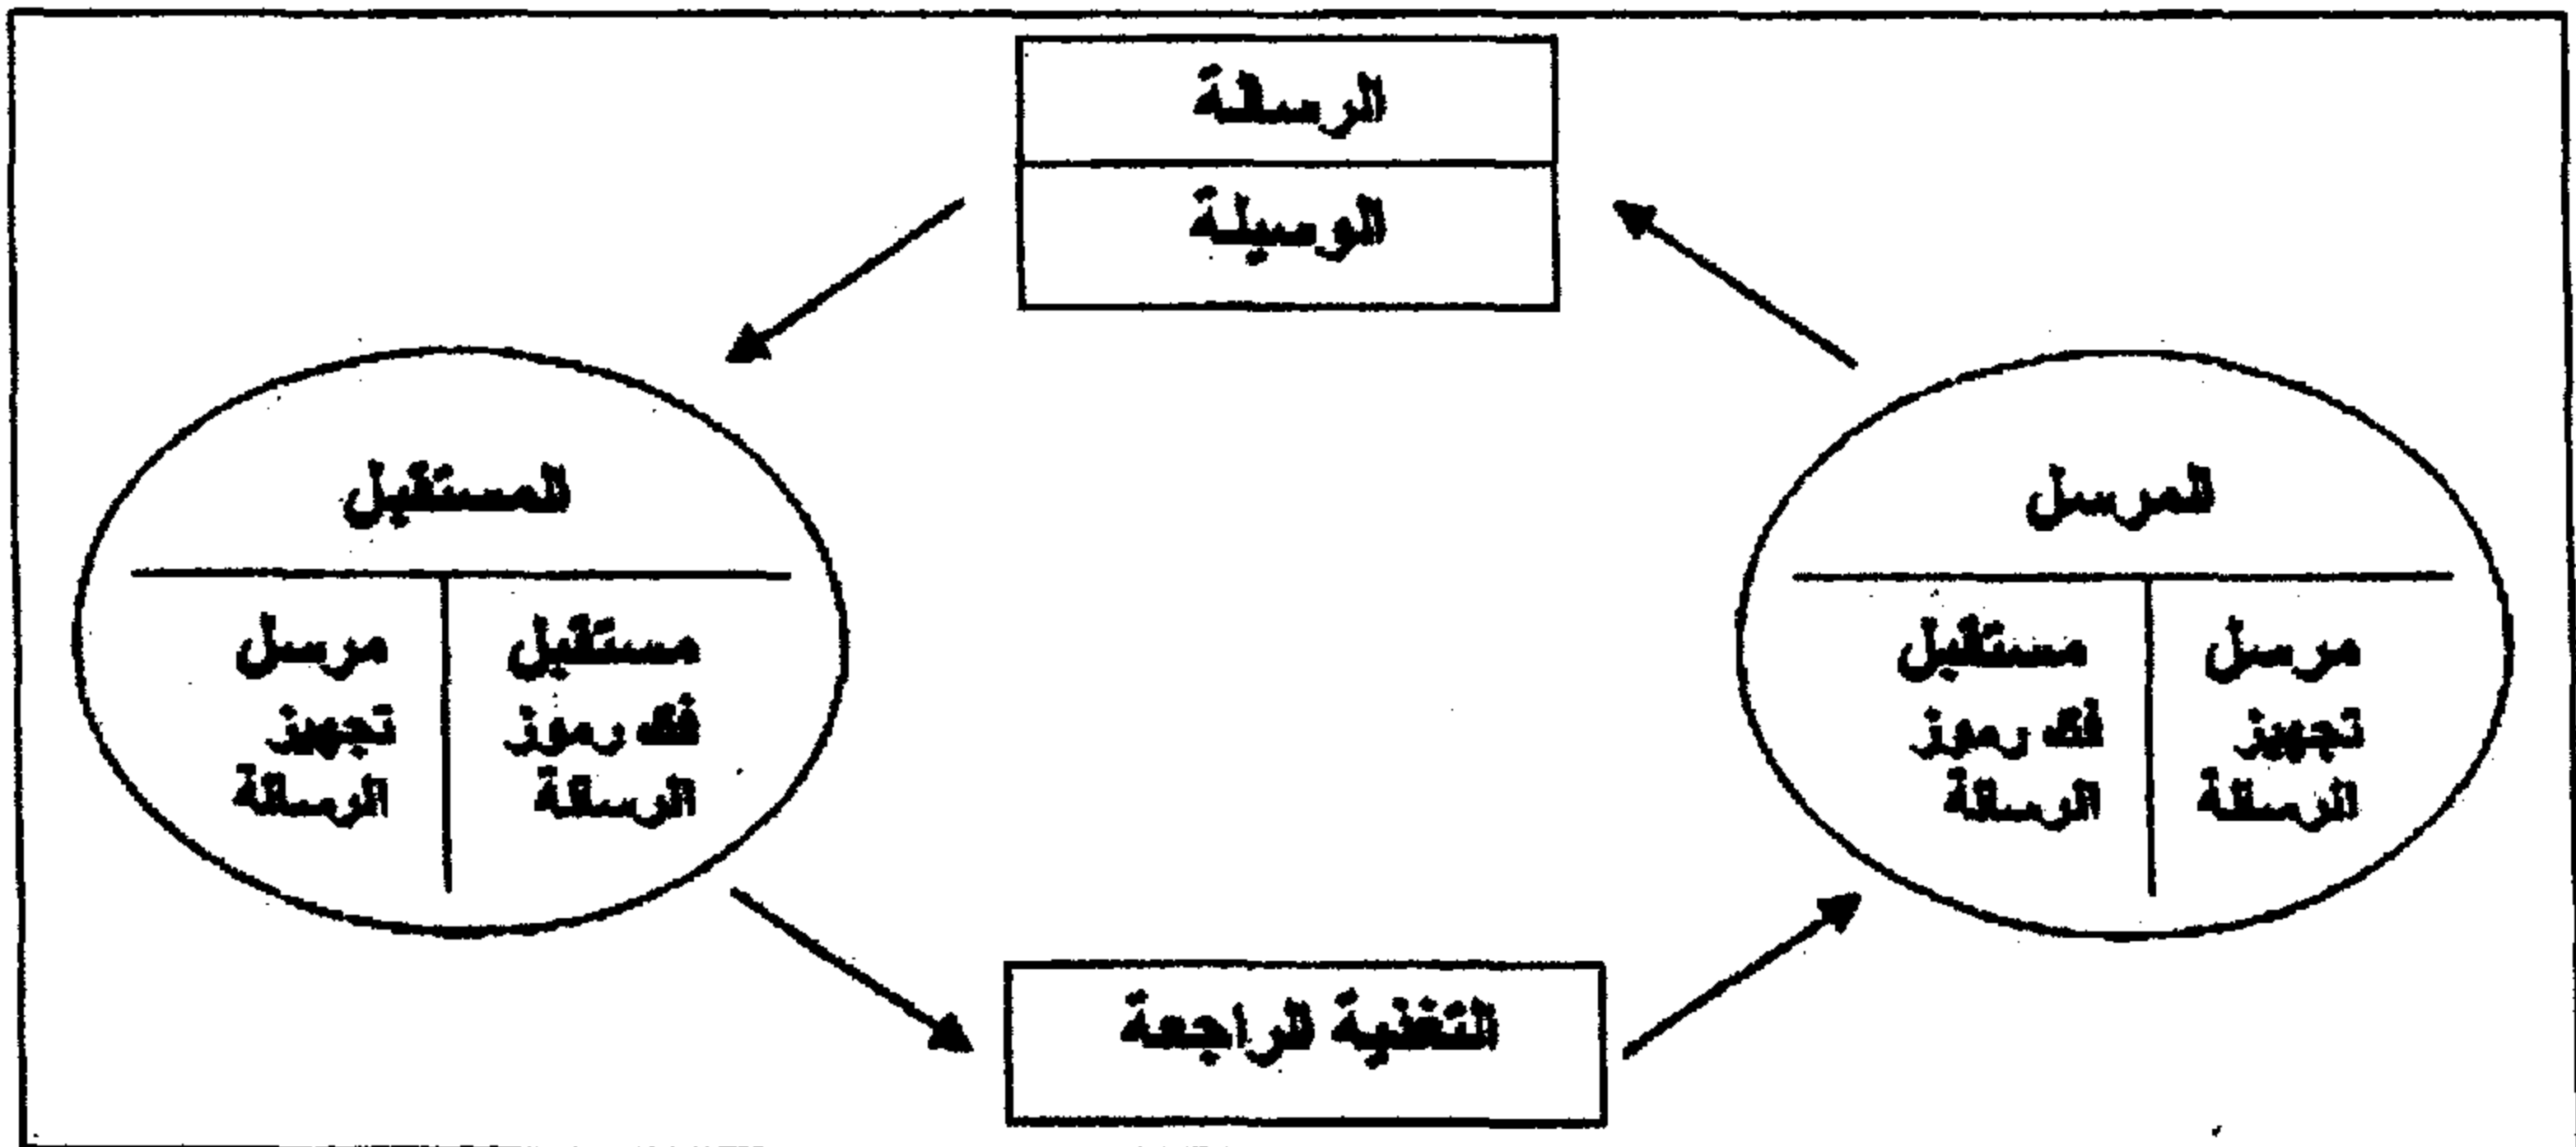 الرسالة
الوسيلة
المرسل
مرسل
تجهيز
الرسالة
مستقبل
فك رموز
الرسالة
المستقبل
مستقبل
فك رموز
الرسالة
مرسل
تجهيز
الرسالة
التغذية الراجعة